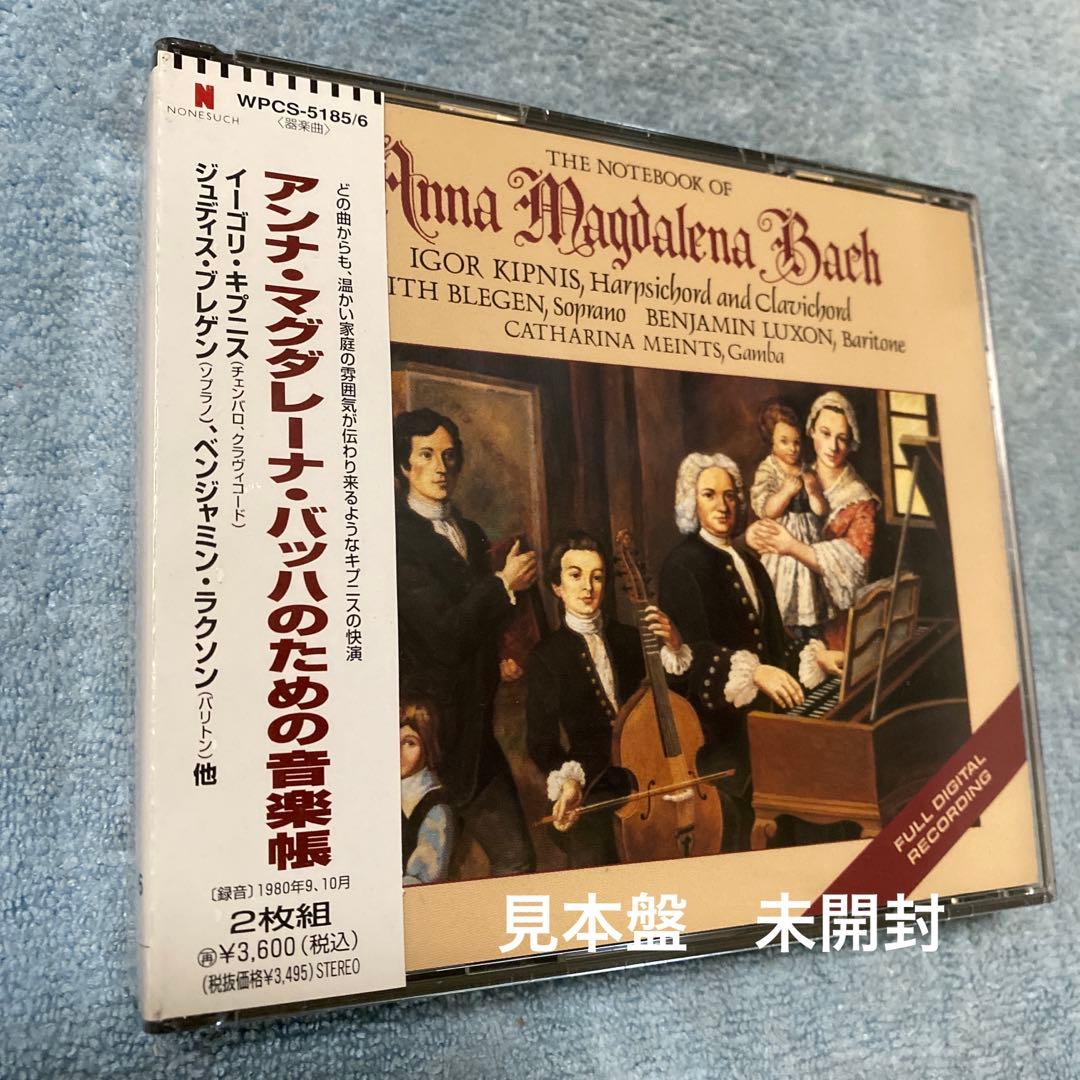 N
NONESUCH
WPCS-5185/6
〈器楽曲〉
どの曲からも、温かい家庭の雰囲気が伝わり来るようなキプニスの快演
アンナ・マグダレーナ・バッハのための音楽帳
イーゴリ・キプニス(チェンバロ、クラヴィコード)
ジュディス・ブレゲン(ソプラノ)、ベンジャミン・ラクソン(バリトン)他
〔録音〕1980年9、10月
2枚組
再¥3,600(税込)
(税抜価格¥3,495)STEREO
THE NOTEBOOK OF
Anna Magdalena Bach
IGOR KIPNIS, Harpsichord and Clavichord
ITH BLEGEN, Soprano BENJAMIN LUXON, Baritone
CATHARINA MEINTS, Gamba
FULL DIGITAL
RECORDING
見本盤 未開封